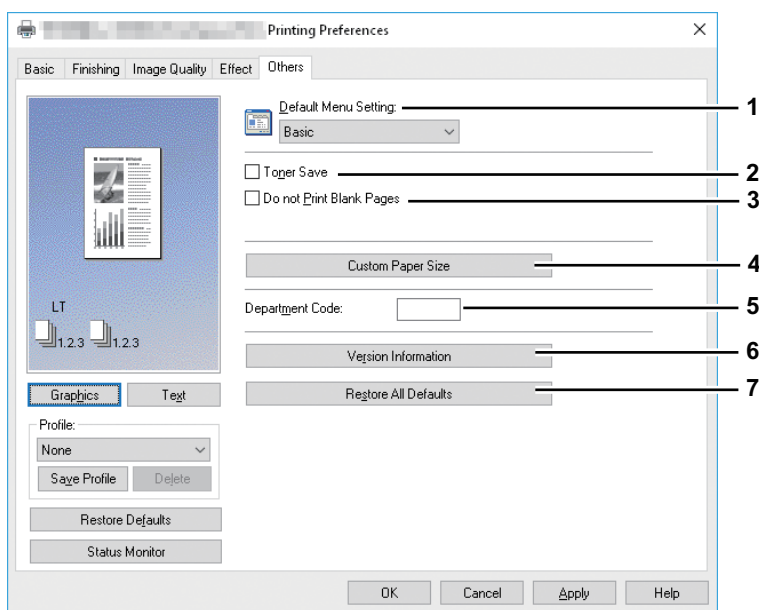 Printing Preferences
Basic Finishing Image Quality Effect Others
Default Menu Setting: 1
Basic
Toner Save 2
Do not Print Blank Pages 3
Custom Paper Size 4
LT
1.2.3 1.2.3
Department Code: 5
Version Information 6
Graphics Text
Restore All Defaults 7
Profile:
None
Save Profile Delete
Restore Defaults
Status Monitor
OK Cancel Apply Help